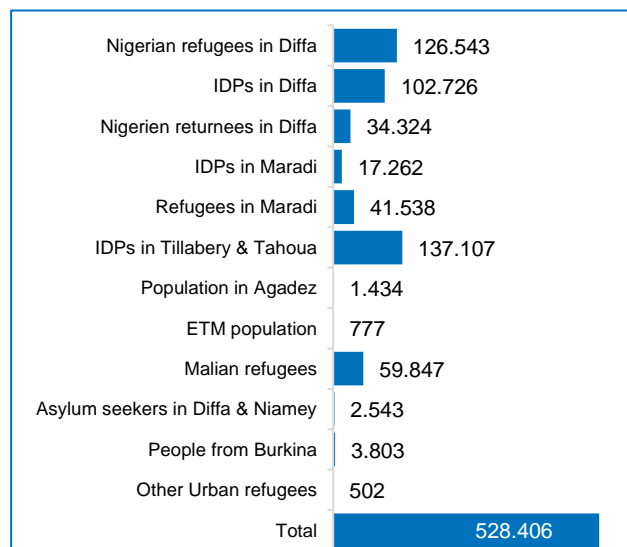 Nigerian refugees in Diffa 126.543
IDPs in Diffa 102.726
Nigerien returnees in Diffa 34.324
IDPs in Maradi 17.262
Refugees in Maradi 41.538
IDPs in Tillabery & Tahoua 137.107
Population in Agadez 1.434
ETM population 777
Malian refugees 59.847
Asylum seekers in Diffa & Niamey 2.543
People from Burkina 3.803
Other Urban refugees 502
Total 528.406